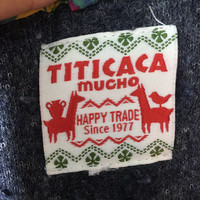 TITICACA
mucho
HAPPY TRADE
Since 1977